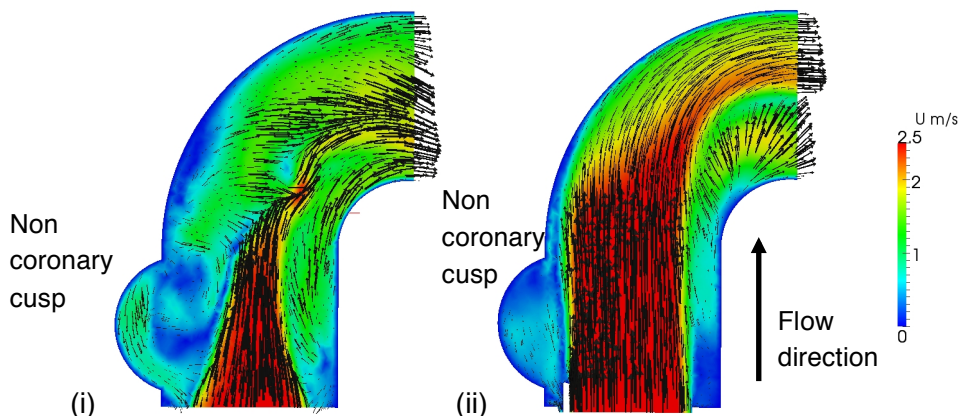 Non
coronary
cusp
(i)
Non
coronary
cusp
(ii)
Flow
direction
U m/s
2.5
2
1
0